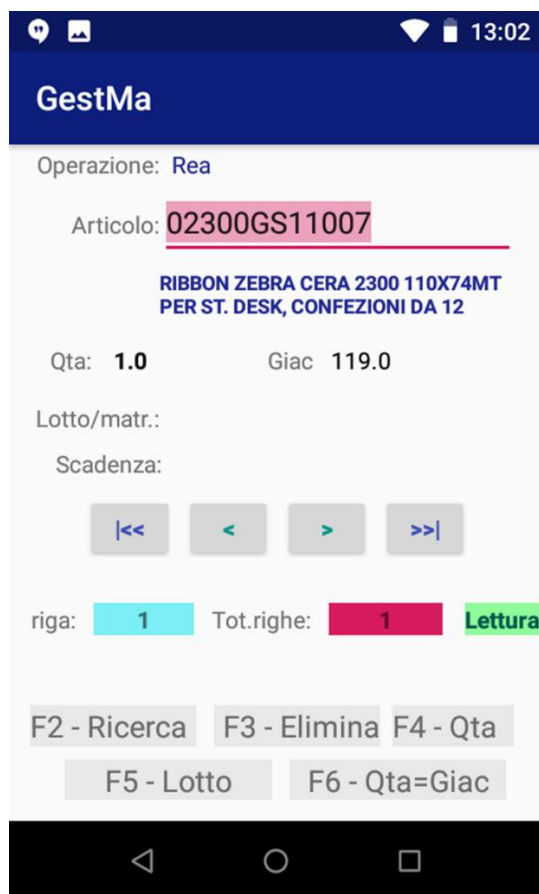 13:02
GestMa
Operazione: Rea
Articolo: 02300GS11007
RIBBON ZEBRA CERA 2300 110X74MT
PER ST. DESK, CONFEZIONI DA 12
Qta: 1.0 Giac 119.0
Lotto/matr.:
Scadenza:
|<< < > >>|
riga: 1 Tot.righe: 1 Lettura
F2 - Ricerca F3 - Elimina F4 - Qta
F5 - Lotto F6 - Qta=Giac